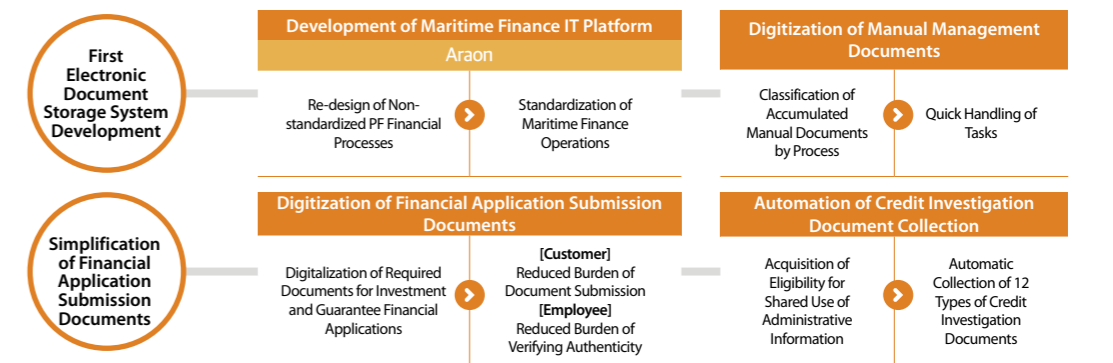 First
Electronic
Document
Storage System
Development
Development of Maritime Finance IT Platform
Araon
Re-design of Non-
standardized PF Financial
Processes
Standardization of
Maritime Finance
Operations
Digitization of Manual Management
Documents
Classification of
Accumulated
Manual Documents
by Process
Quick Handling of
Tasks
Simplification
of Financial
Application
Submission
Documents
Digitization of Financial Application Submission
Documents
Digitalization of Required
Documents for Investment
and Guarantee Financial
Applications
[Customer]
Reduced Burden of
Document Submission
[Employee]
Reduced Burden of
Verifying Authenticity
Automation of Credit Investigation
Document Collection
Acquisition of
Eligibility for
Shared Use of
Administrative
Information
Automatic
Collection of 12
Types of Credit
Investigation
Documents